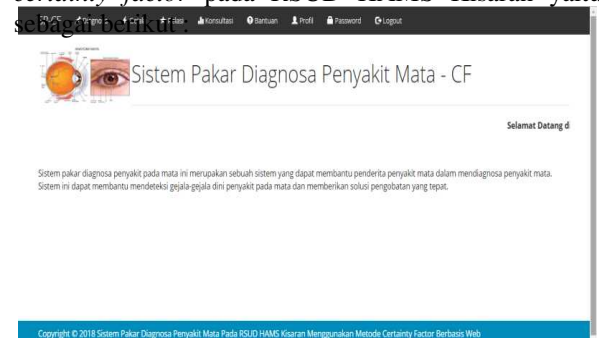 certainty factor pada RSUD HAMS Kisaran yaitu
sebagai berikut :
Konsultasi Bantuan Profil Password Logout
Sistem Pakar Diagnosa Penyakit Mata - CF
Selamat Datang d
Sistem pakar diagnosa penyakit pada mata ini merupakan sebuah sistem yang dapat membantu penderita penyakit mata dalam mendiagnosa penyakit mata.
Sistem ini dapat membantu mendeteksi gejala-gejala dini penyakit pada mata dan memberikan solusi pengobatan yang tepat.
Copyright © 2018 Sistem Pakar Diagnosa Penyakit Mata Pada RSUD HAMS Kisaran Menggunakan Metode Certainty Factor Berbasis Web